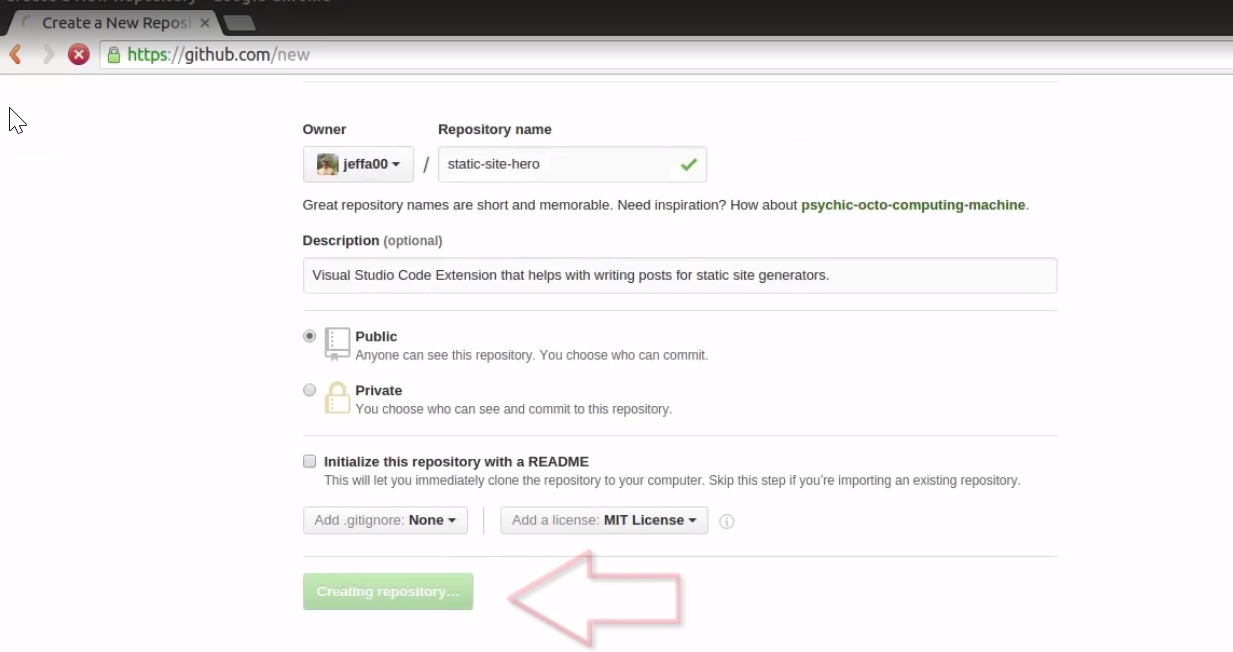 Create a New Repository - Google Chrome
Create a New Reposi
https://github.com/new
Owner
Repository name
jeffa00
/
static-site-hero
Great repository names are short and memorable. Need inspiration? How about psychic-octo-computing-machine.
Description (optional)
Visual Studio Code Extension that helps with writing posts for static site generators.
Public
Anyone can see this repository. You choose who can commit.
Private
You choose who can see and commit to this repository.
Initialize this repository with a README
This will let you immediately clone the repository to your computer. Skip this step if you're importing an existing repository.
Add .gitignore: None
Add a license: MIT License
Creating repository...